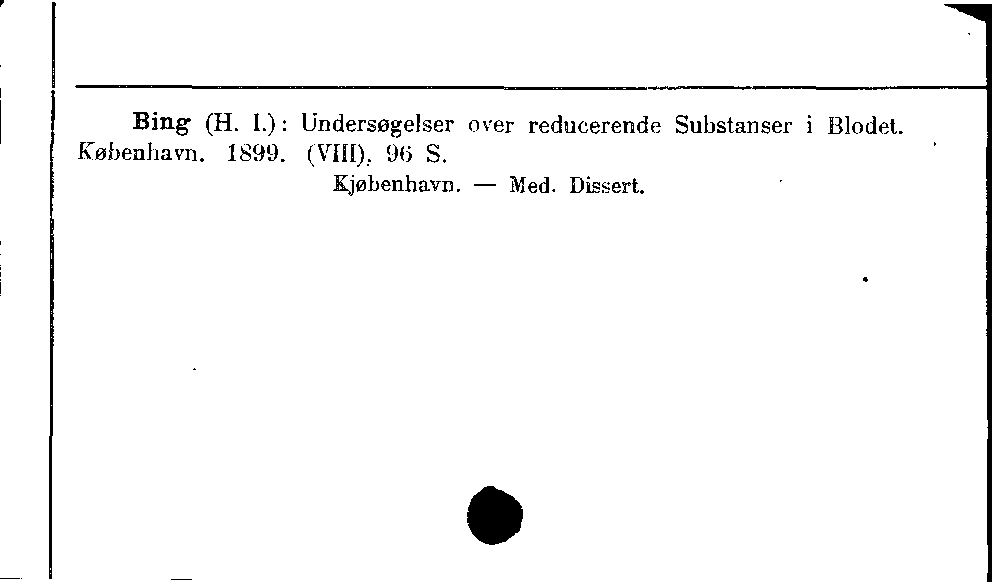 Bing (H. I.): Undersøgelser over reducerende Substanser i Blodet.
København. 1899. (VIII), 96 S.
Kjøbenhavn. — Med. Dissert.